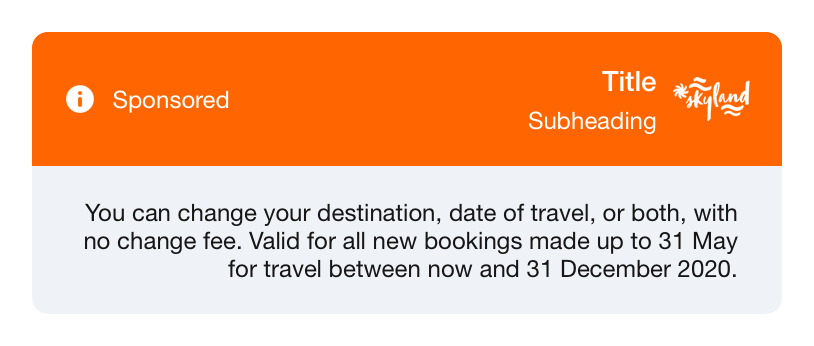 Sponsored
Title
Subheading
skyland
You can change your destination, date of travel, or both, with
no change fee. Valid for all new bookings made up to 31 May
for travel between now and 31 December 2020.